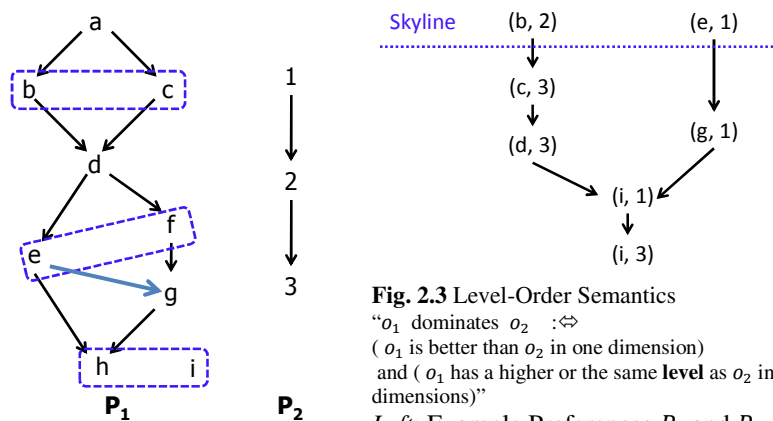 a
b c
d
f
e
g
h i
P₁
1
2
3
P₂
Skyline
(b, 2) (e, 1)
(c, 3)
(d, 3) (g, 1)
(i, 1)
(i, 3)
Fig. 2.3 Level-Order Semantics
“o₁ dominates o₂ :⇔
( o₁ is better than o₂ in one dimension)
and ( o₁ has a higher or the same level as o₂ in
dimensions)”